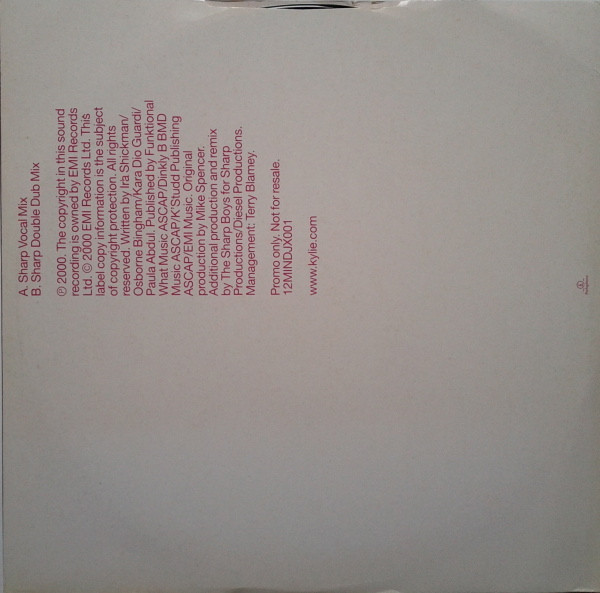 A. Sharp Vocal Mix
B. Sharp Double Dub Mix
℗ 2000. The copyright in this sound
recording is owned by EMI Records
Ltd. © 2000 EMI Records Ltd. This
label copy information is the subject
of copyright protection. All rights
reserved. Written by Ira Shickman/
Osborne Bingham/Kara Dio Guardi/
Paula Abdul. Published by Funktional
What Music ASCAP/Dinkly B BMD
Music ASCAP/K'Studd Publishing
ASCAP/EMI Music. Original
production by Mike Spencer.
Additional production and remix
by The Sharp Boys for Sharp
Productions/Diesel Productions.
Management: Terry Blamey.
Promo only. Not for resale.
12MINDJX001
www.kylie.com